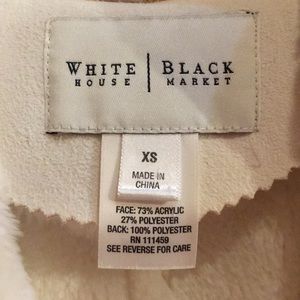 WHITE | BLACK
HOUSE | MARKET
XS
MADE IN
CHINA
FACE: 73% ACRYLIC
27% POLYESTER
BACK: 100% POLYESTER
RN 111459
SEE REVERSE FOR CARE